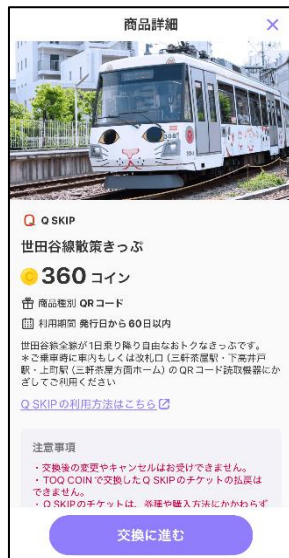 商品詳細
Q SKIP
世田谷線散策きっぷ
360 コイン
商品種別 QRコード
利用期間 発行日から60日以内
世田谷線全線が1日乗り降り自由なおトクなきっぷです。
*ご乗車時に車内もしくは改札口(三軒茶屋駅・下高井戸
駅・上町駅(三軒茶屋方面ホーム)のQRコード読取機器にか
ざしてご利用ください
Q SKIPの利用方法はこちら
注意事項
・交換後の変更やキャンセルはお受けできません。
・TOQ COINで交換したQ SKIPのチケットの払戻は
できません。
・Q SKIPのチケットは、券種や購入方法にかかわらず
交換に進む